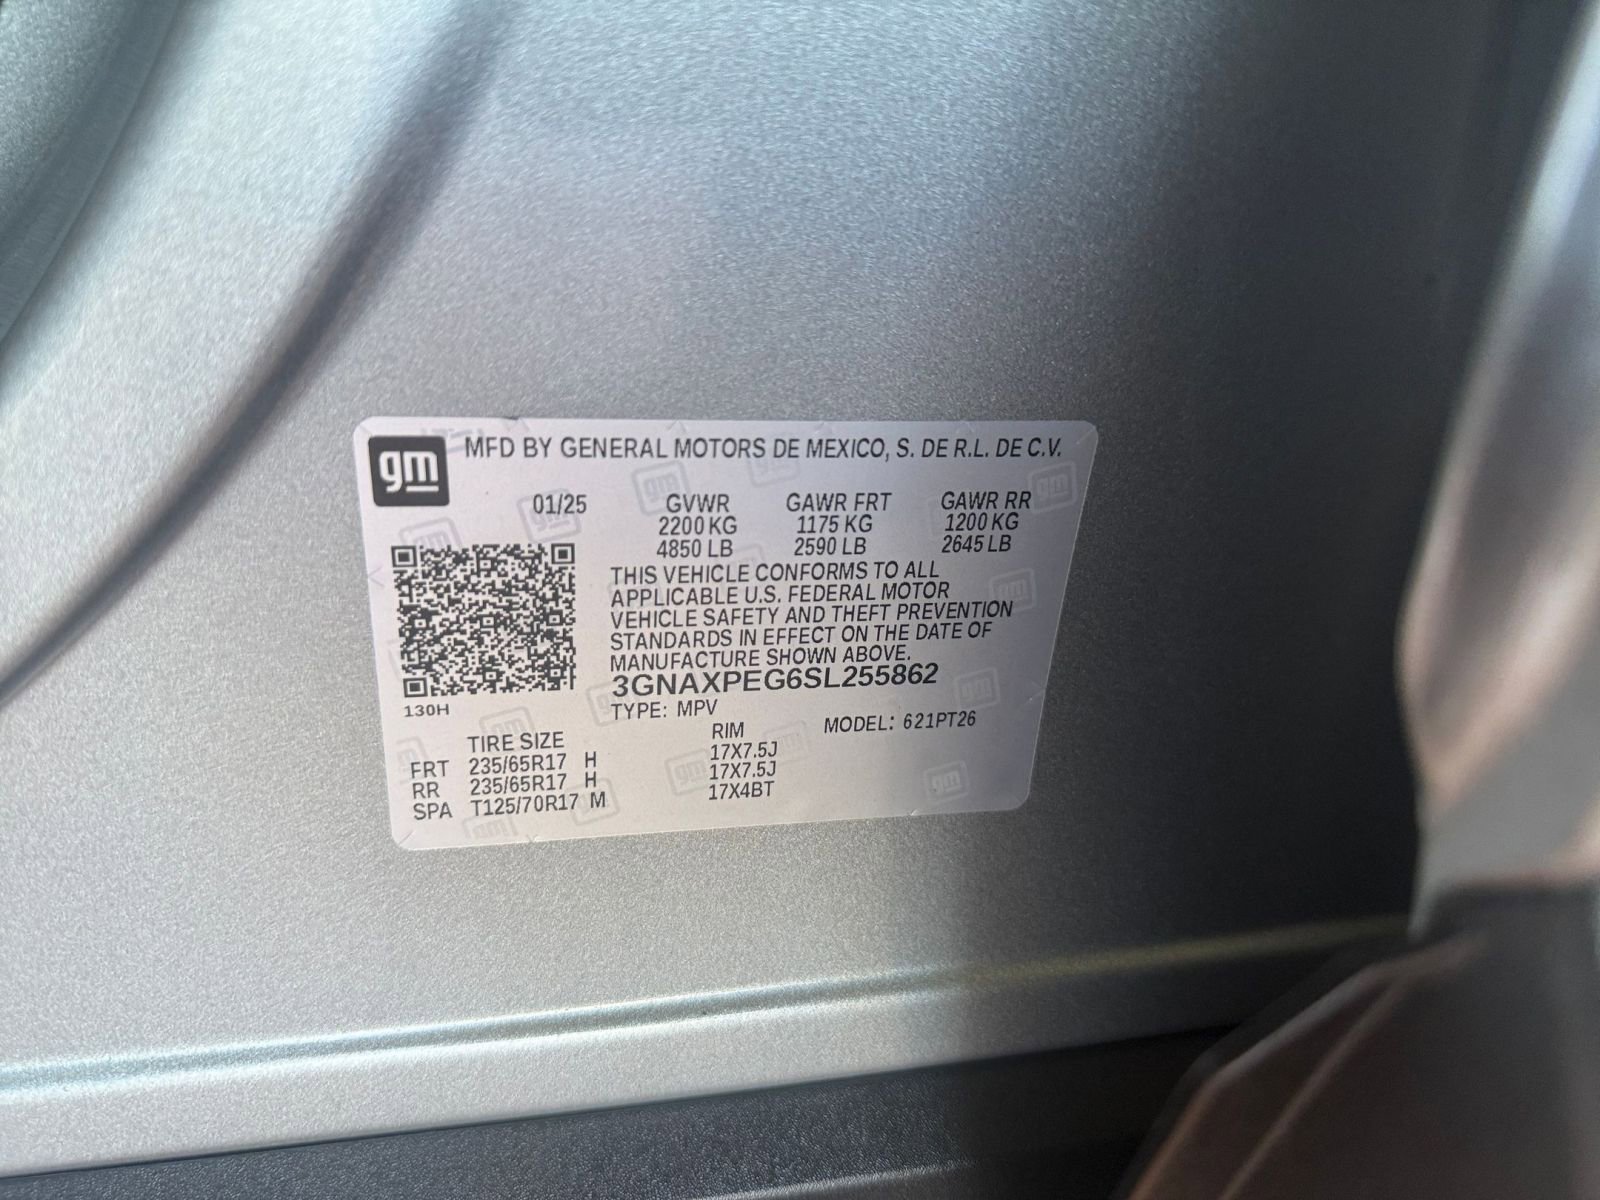 gm
MFD BY GENERAL MOTORS DE MEXICO, S. DE R.L. DE C.V.
01/25 GVWR GAWR FRT GAWR RR
2200 KG 1175 KG 1200 KG
4850 LB 2590 LB 2645 LB
THIS VEHICLE CONFORMS TO ALL
APPLICABLE U.S. FEDERAL MOTOR
VEHICLE SAFETY AND THEFT PREVENTION
STANDARDS IN EFFECT ON THE DATE OF
MANUFACTURE SHOWN ABOVE.
3GNAXPEG6SL255862
130H
TYPE: MPV MODEL: 621PT26
TIRE SIZE RIM
FRT 235/65R17 H 17X7.5J
RR 235/65R17 H 17X7.5J
SPA T125/70R17 M 17X4BT